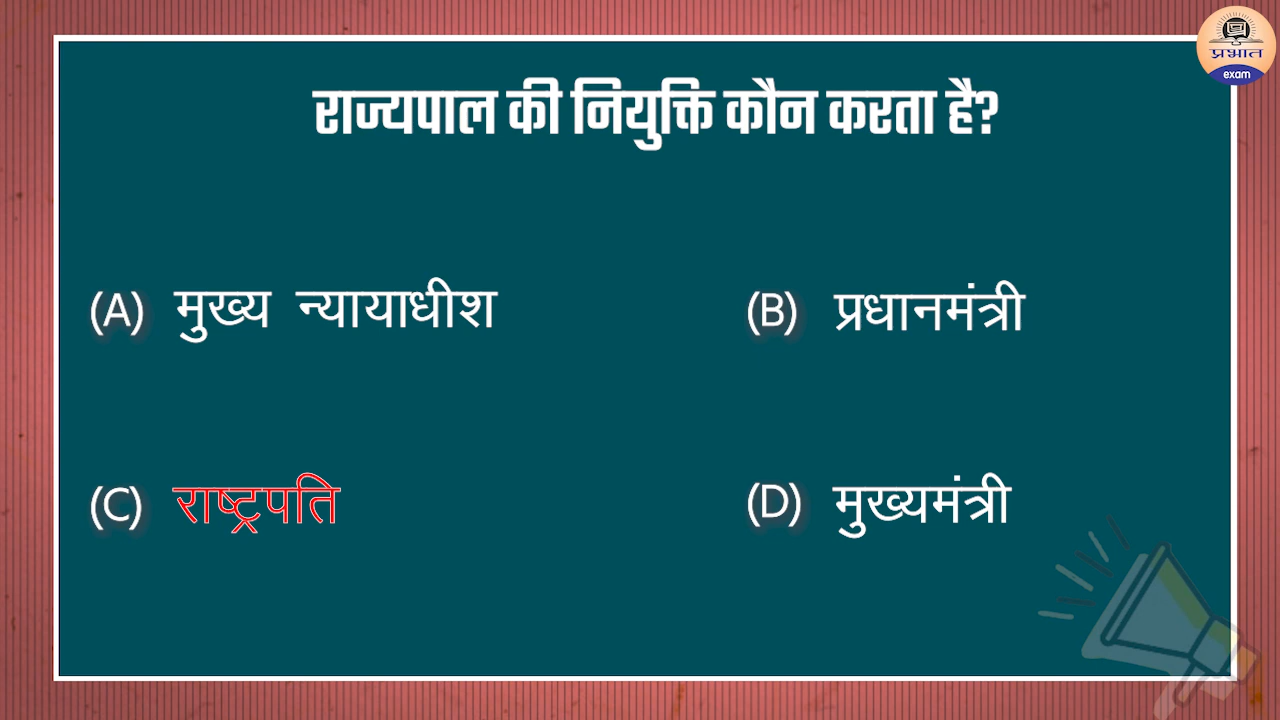 प्रभात
exam
राज्यपाल की नियुक्ति कौन करता है?
(A) मुख्य न्यायाधीश
(B) प्रधानमंत्री
(C) राष्ट्रपति
(D) मुख्यमंत्री